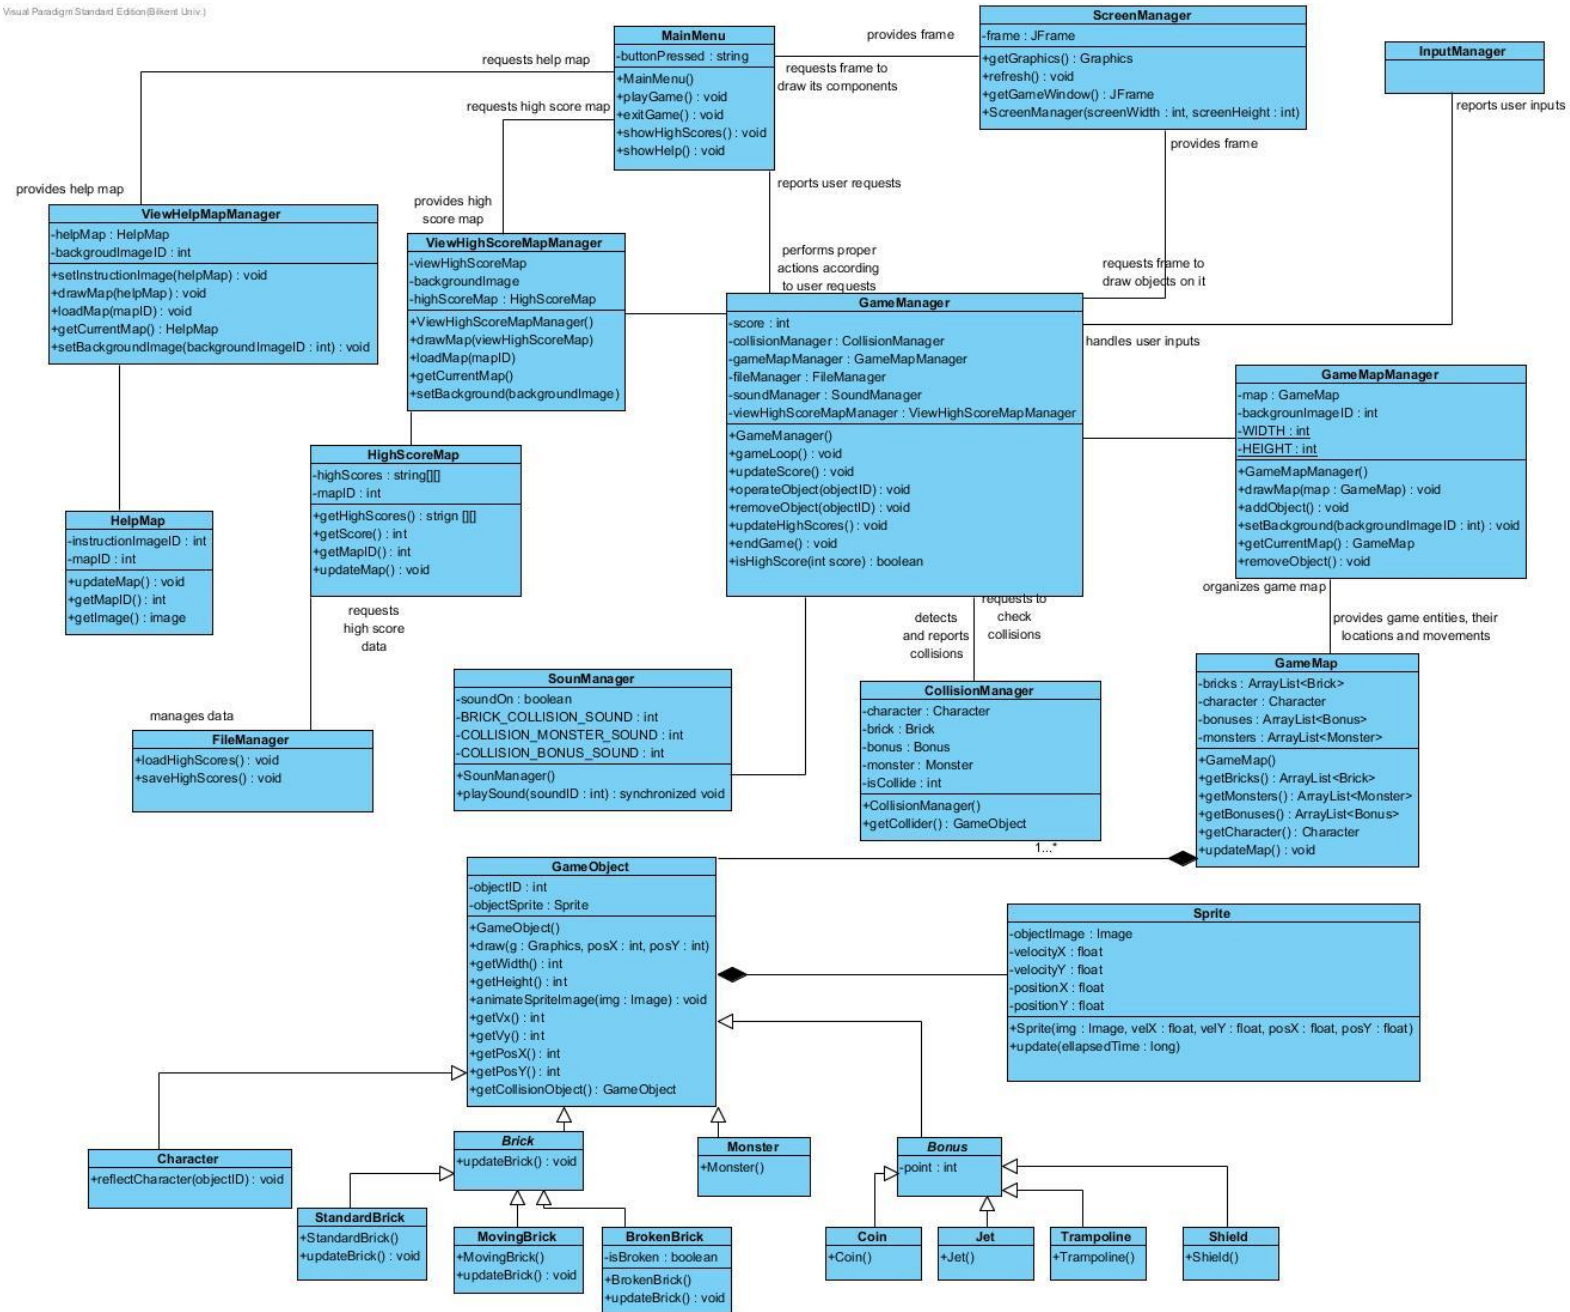 Visual Paradigm Standard Edition(Bilkent Univ.)
MainMenu
-buttonPressed : string
+MainMenu()
+playGame() : void
+exitGame() : void
+showHighScores() : void
+showHelp() : void
provides frame
requests frame to
draw its components
ScreenManager
-frame : JFrame
+getGraphics() : Graphics
+refresh() : void
+getGameWindow() : JFrame
+ScreenManager(screenWidth : int, screenHeight : int)
InputManager
reports user inputs
requests help map
requests high score map
provides frame
reports user requests
provides help map
provides high
score map
ViewHelpMapManager
-helpMap : HelpMap
-backgroudImageID : int
+setInstructionImage(helpMap) : void
+drawMap(helpMap) : void
+loadMap(mapID) : void
+getCurrentMap() : HelpMap
+setBackgroundImage(backgroundImageID : int) : void
ViewHighScoreMapManager
-viewHighScoreMap
-backgroundImage
-highScoreMap : HighScoreMap
+ViewHighScoreMapManager()
+drawMap(viewHighScoreMap)
+loadMap(mapID)
+getCurrentMap()
+setBackground(backgroundImage)
performs proper
actions according
to user requests
requests frame to
draw objects on it
handles user inputs
GameManager
-score : int
-collisionManager : CollisionManager
-gameMapManager : GameMapManager
-fileManager : FileManager
-soundManager : SoundManager
-viewHighScoreMapManager : ViewHighScoreMapManager
+GameManager()
+gameLoop() : void
+updateScore() : void
+operateObject(objectID) : void
+removeObject(objectID) : void
+updateHighScores() : void
+endGame() : void
+isHighScore(int score) : boolean
GameMapManager
-map : GameMap
-backgrounImageID : int
-WIDTH : int
-HEIGHT : int
+GameMapManager()
+drawMap(map : GameMap) : void
+addObject() : void
+setBackground(backgroundImageID : int) : void
+getCurrentMap() : GameMap
+removeObject() : void
HighScoreMap
-highScores : string[][]
-mapID : int
+getHighScores() : strign [][]
+getScore() : int
+getMapID() : int
+updateMap() : void
HelpMap
-instructionImageID : int
-mapID : int
+updateMap() : void
+getMapID() : int
+getImage() : image
requests
high score
data
manages data
FileManager
+loadHighScores() : void
+saveHighScores() : void
SounManager
-soundOn : boolean
-BRICK_COLLISION_SOUND : int
-COLLISION_MONSTER_SOUND : int
-COLLISION_BONUS_SOUND : int
+SounManager()
+playSound(soundID : int) : synchronized void
detects
and reports
collisions
requests to
check
collisions
CollisionManager
-character : Character
-brick : Brick
-bonus : Bonus
-monster : Monster
-isCollide : int
+CollisionManager()
+getCollider() : GameObject
organizes game map
provides game entities, their
locations and movements
GameMap
-bricks : ArrayList<Brick>
-character : Character
-bonuses : ArrayList<Bonus>
-monsters : ArrayList<Monster>
+GameMap()
+getBricks() : ArrayList<Brick>
+getMonsters() : ArrayList<Monster>
+getBonuses() : ArrayList<Bonus>
+getCharacter() : Character
+updateMap() : void
1...*
GameObject
-objectID : int
-objectSprite : Sprite
+GameObject()
+draw(g : Graphics, posX : int, posY : int)
+getWidth() : int
+getHeight() : int
+animateSpriteImage(img : Image) : void
+getVx() : int
+getVy() : int
+getPosX() : int
+getPosY() : int
+getCollisionObject() : GameObject
Sprite
-objectImage : Image
-velocityX : float
-velocityY : float
-positionX : float
-positionY : float
+Sprite(img : Image, velX : float, velY : float, posX : float, posY : float)
+update(ellapsedTime : long)
Character
+reflectCharacter(objectID) : void
Brick
+updateBrick() : void
Monster
+Monster()
Bonus
-point : int
StandardBrick
+StandardBrick()
+updateBrick() : void
MovingBrick
+MovingBrick()
+updateBrick() : void
BrokenBrick
-isBroken : boolean
+BrokenBrick()
+updateBrick() : void
Coin
+Coin()
Jet
+Jet()
Trampoline
+Trampoline()
Shield
+Shield()